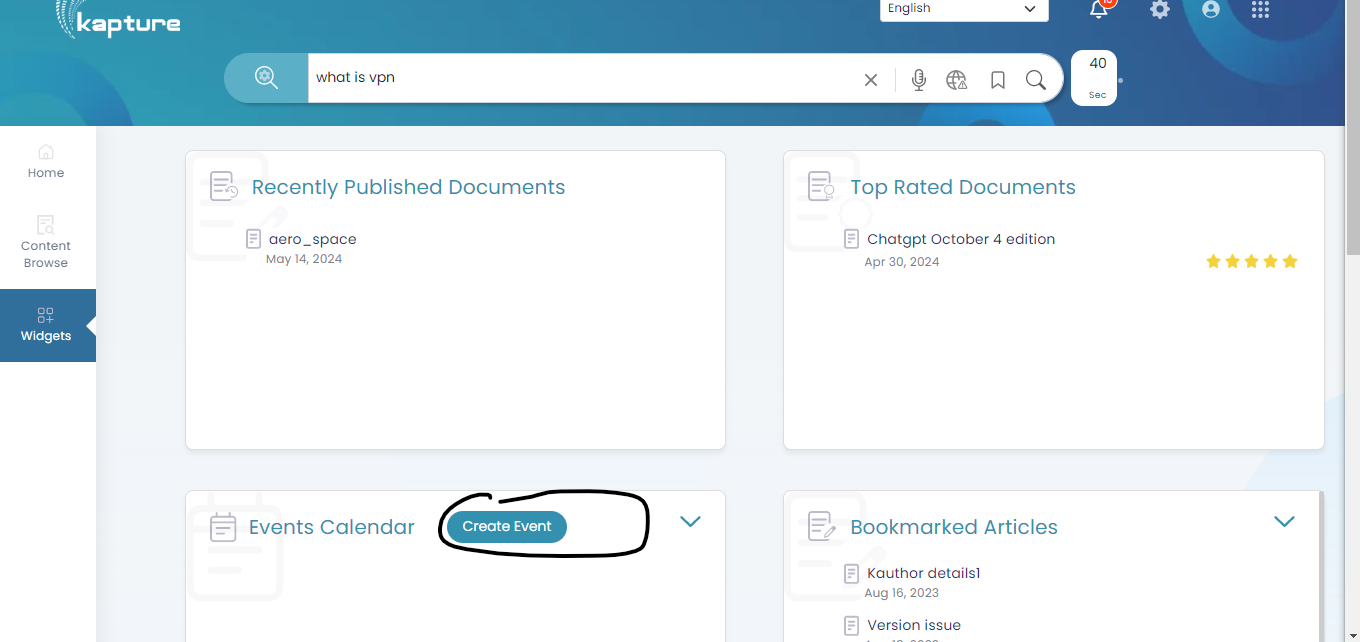 kapture
English
10
what is vpn
40
Sec
Home
Content
Browse
Widgets
Recently Published Documents
aero_space
May 14, 2024
Top Rated Documents
Chatgpt October 4 edition
Apr 30, 2024
Events Calendar
Create Event
Bookmarked Articles
Kauthor details1
Aug 16, 2023
Version issue